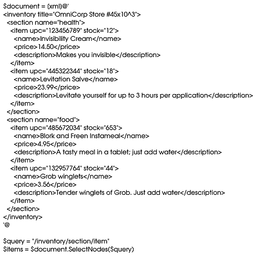 $document = (xml)@'
<inventory title="OmniCorp Store #45x10^3">
<section name="health">
<item upc="123456789" stock="12">
<name>Invisibility Cream</name>
<price>14.50</price>
<description>Makes you invisible</description>
</item>
<item upc="445322344" stock="18">
<name>Levitation Salve</name>
<price>23.99</price>
<description>Levitate yourself for up to 3 hours per application</description>
</item>
</section>
<section name="food">
<item upc="485672034" stock="653">
<name>Blork and Freen Instameal</name>
<price>4.95</price>
<description>A tasty meal in a tablet; just add water</description>
</item>
<item upc="132957764" stock="44">
<name>Grob winglets</name>
<price>3.56</price>
<description>Tender winglets of Grob. Just add water</description>
</item>
</section>
</inventory>
'@
$query = "/inventory/section/item"
$items = $document.SelectNodes($query)